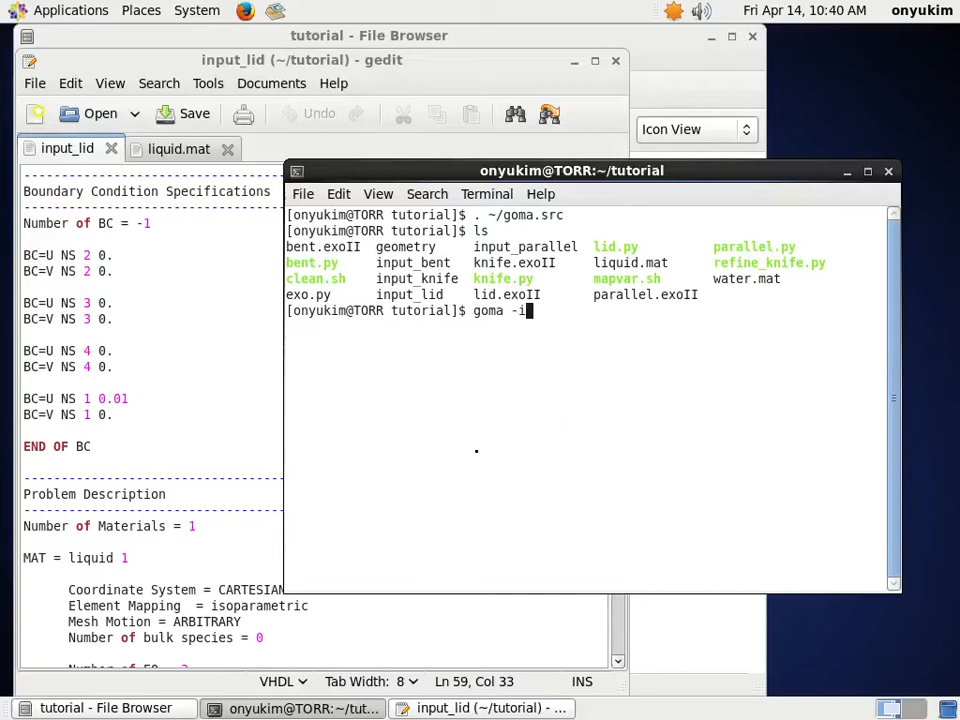 Applications Places System Fri Apr 14, 10:40 AM onyukim
tutorial - File Browser
input_lid (~/tutorial) - gedit
File Edit View Search Tools Documents Help
Open Save Undo
Icon View
input_lid liquid.mat
Boundary Condition Specifications
Number of BC = -1
BC=U NS 2 0.
BC=V NS 2 0.
BC=U NS 3 0.
BC=V NS 3 0.
BC=U NS 4 0.
BC=V NS 4 0.
BC=U NS 1 0.01
BC=V NS 1 0.
END OF BC
Problem Description
Number of Materials = 1
MAT = liquid 1
Coordinate System = CARTESIAN
Element Mapping = isoparametric
Mesh Motion = ARBITRARY
Number of bulk species = 0
onyukim@TORR:~/tutorial
File Edit View Search Terminal Help
[onyukim@TORR tutorial]$ . ~/goma.src
[onyukim@TORR tutorial]$ ls
bent.exoII geometry input_parallel lid.py parallel.py
bent.py input_bent knife.exoII liquid.mat refine_knife.py
clean.sh input_knife knife.py mapvar.sh water.mat
exo.py input_lid lid.exoII parallel.exoII
[onyukim@TORR tutorial]$ goma -i
VHDL Tab Width: 8 Ln 59, Col 33 INS
tutorial - File Browser onyukim@TORR:~/tut... input_lid (~/tutorial) - ...